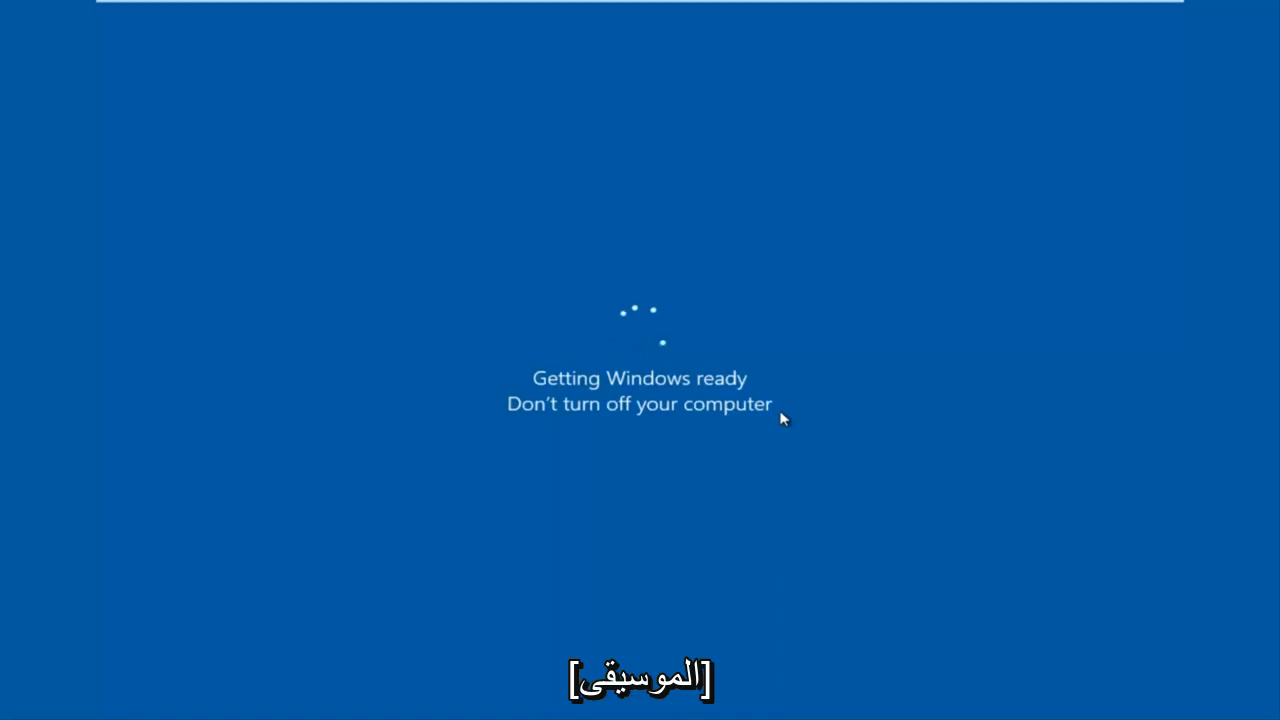 Getting Windows ready
Don't turn off your computer
[الموسيقى]